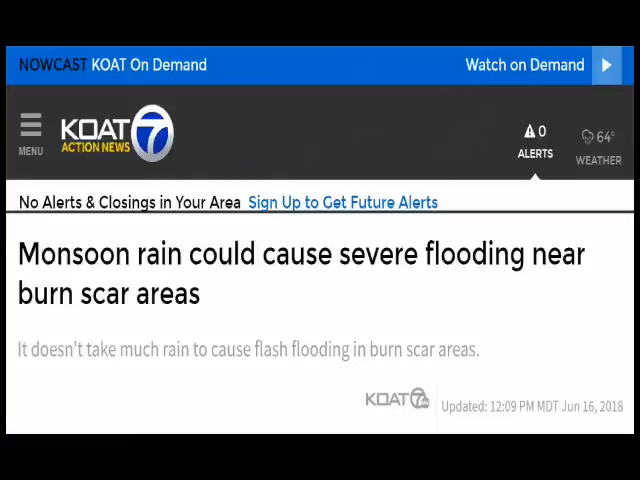 NOWCAST KOAT On Demand Watch on Demand
MENU
KOAT 7
ACTION NEWS
0
ALERTS
64°
WEATHER
No Alerts & Closings in Your Area Sign Up to Get Future Alerts
Monsoon rain could cause severe flooding near
burn scar areas
It doesn't take much rain to cause flash flooding in burn scar areas.
KOAT 7 Updated: 12:09 PM MDT Jun 16, 2018